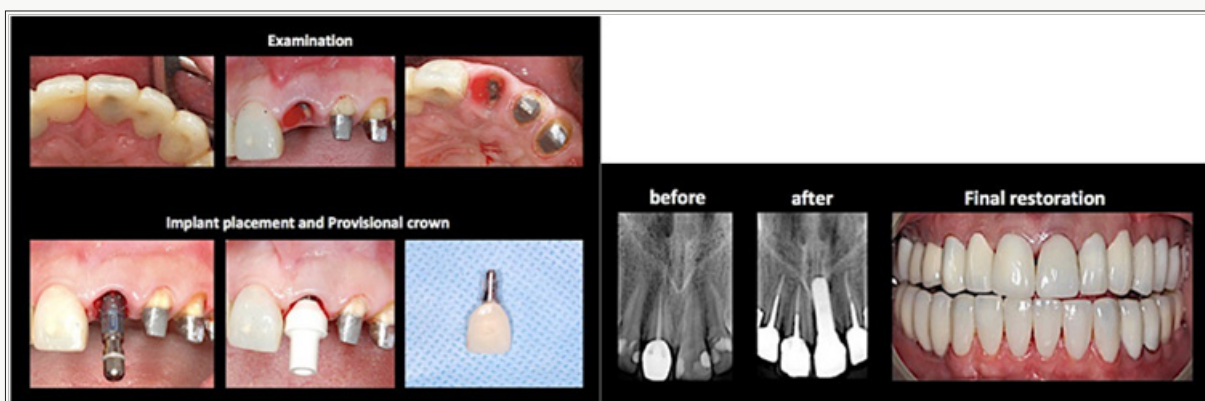 Examination
Implant placement and Provisional crown
before
after
Final restoration